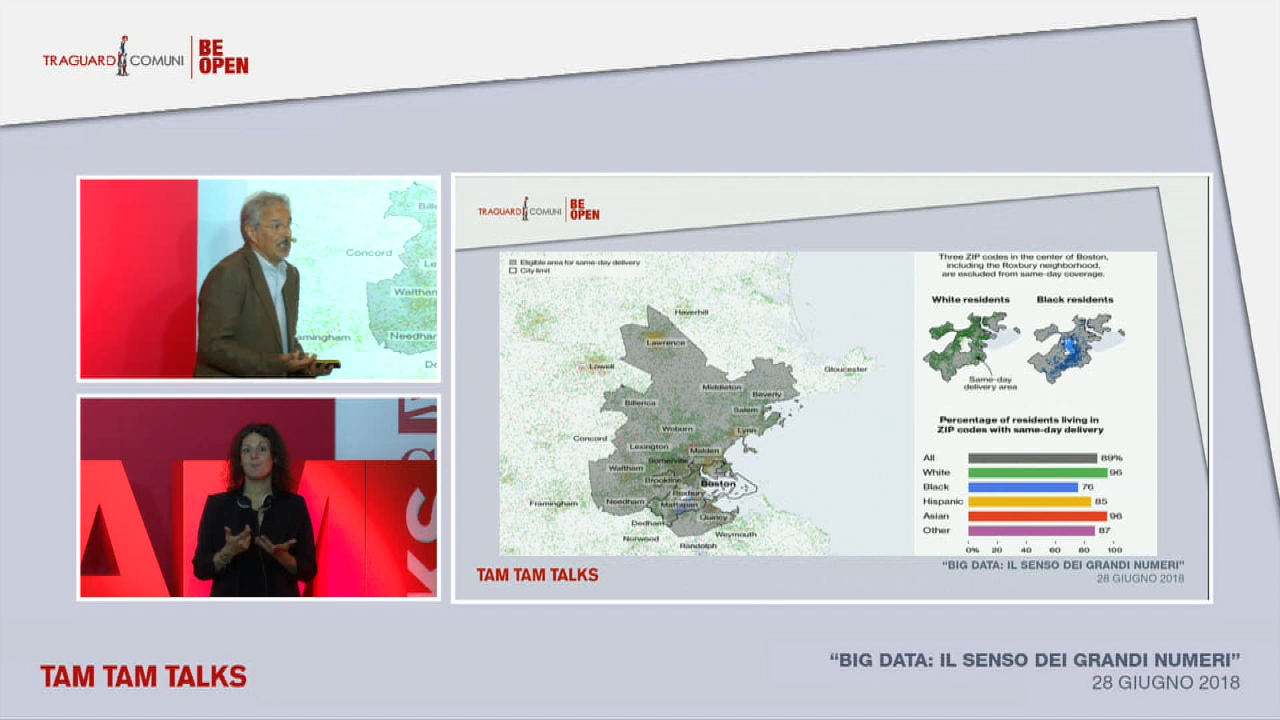 TRAGUARDI COMUNI
BE
OPEN
Concord
Waltham
Needham
TRAGUARDI COMUNI
BE
OPEN
Eligible area for same-day delivery
City limit
Haverhill
Lawrence
Lowell
Gloucester
Middleton
Beverly
Billerica
Salem
Woburn
Lynn
Concord
Lexington
Malden
Somerville
Waltham
Brookline
Boston
Roxbury
Framingham
Needham
Mattapan
Quincy
Dedham
Norwood
Weymouth
Randolph
Three ZIP codes in the center of Boston,
including the Roxbury neighborhood,
are excluded from same-day coverage.
White residents
Black residents
Same-day
delivery area
Percentage of residents living in
ZIP codes with same-day delivery
All 89%
White 96
Black 76
Hispanic 85
Asian 96
Other 87
0% 20 40 60 80 100
TAM TAM TALKS
“BIG DATA: IL SENSO DEI GRANDI NUMERI”
28 GIUGNO 2018
TAM TAM TALKS
“BIG DATA: IL SENSO DEI GRANDI NUMERI”
28 GIUGNO 2018